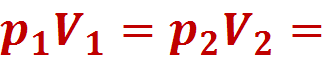 p₁V₁ = p₂V₂ =